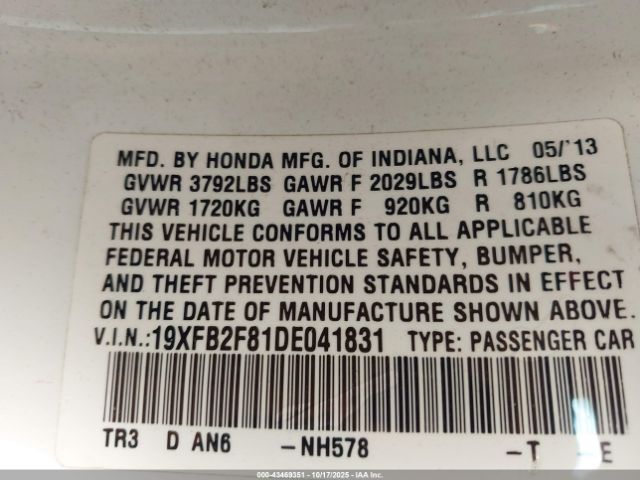 MFD. BY HONDA MFG. OF INDIANA, LLC 05/'13
GVWR 3792LBS GAWR F 2029LBS R 1786LBS
GVWR 1720KG GAWR F 920KG R 810KG
THIS VEHICLE CONFORMS TO ALL APPLICABLE
FEDERAL MOTOR VEHICLE SAFETY, BUMPER,
AND THEFT PREVENTION STANDARDS IN EFFECT
ON THE DATE OF MANUFACTURE SHOWN ABOVE.
V.I.N.:19XFB2F81DE041831 TYPE: PASSENGER CAR
TR3 D AN6 -NH578 -T -E
000-43469351 - 10/17/2025 - © IAA Inc.